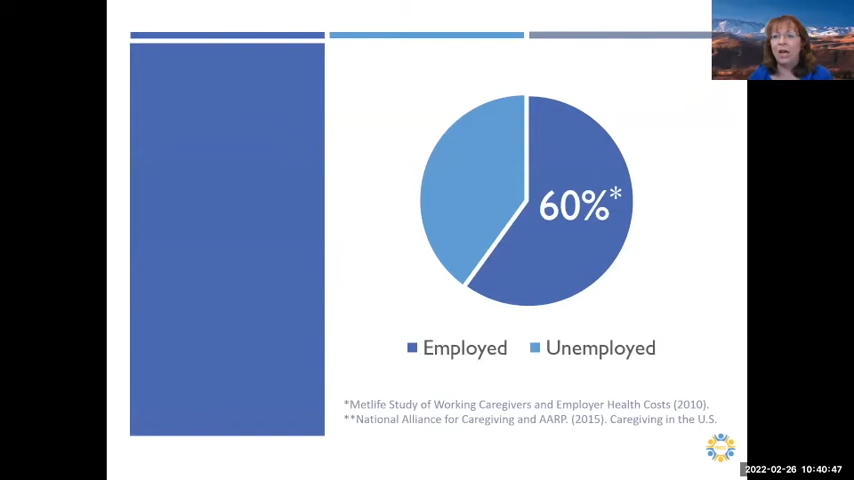 60%*
Employed
Unemployed
*Metlife Study of Working Caregivers and Employer Health Costs (2010).
**National Alliance for Caregiving and AARP. (2015). Caregiving in the U.S.
2022-02-26 10:40:47